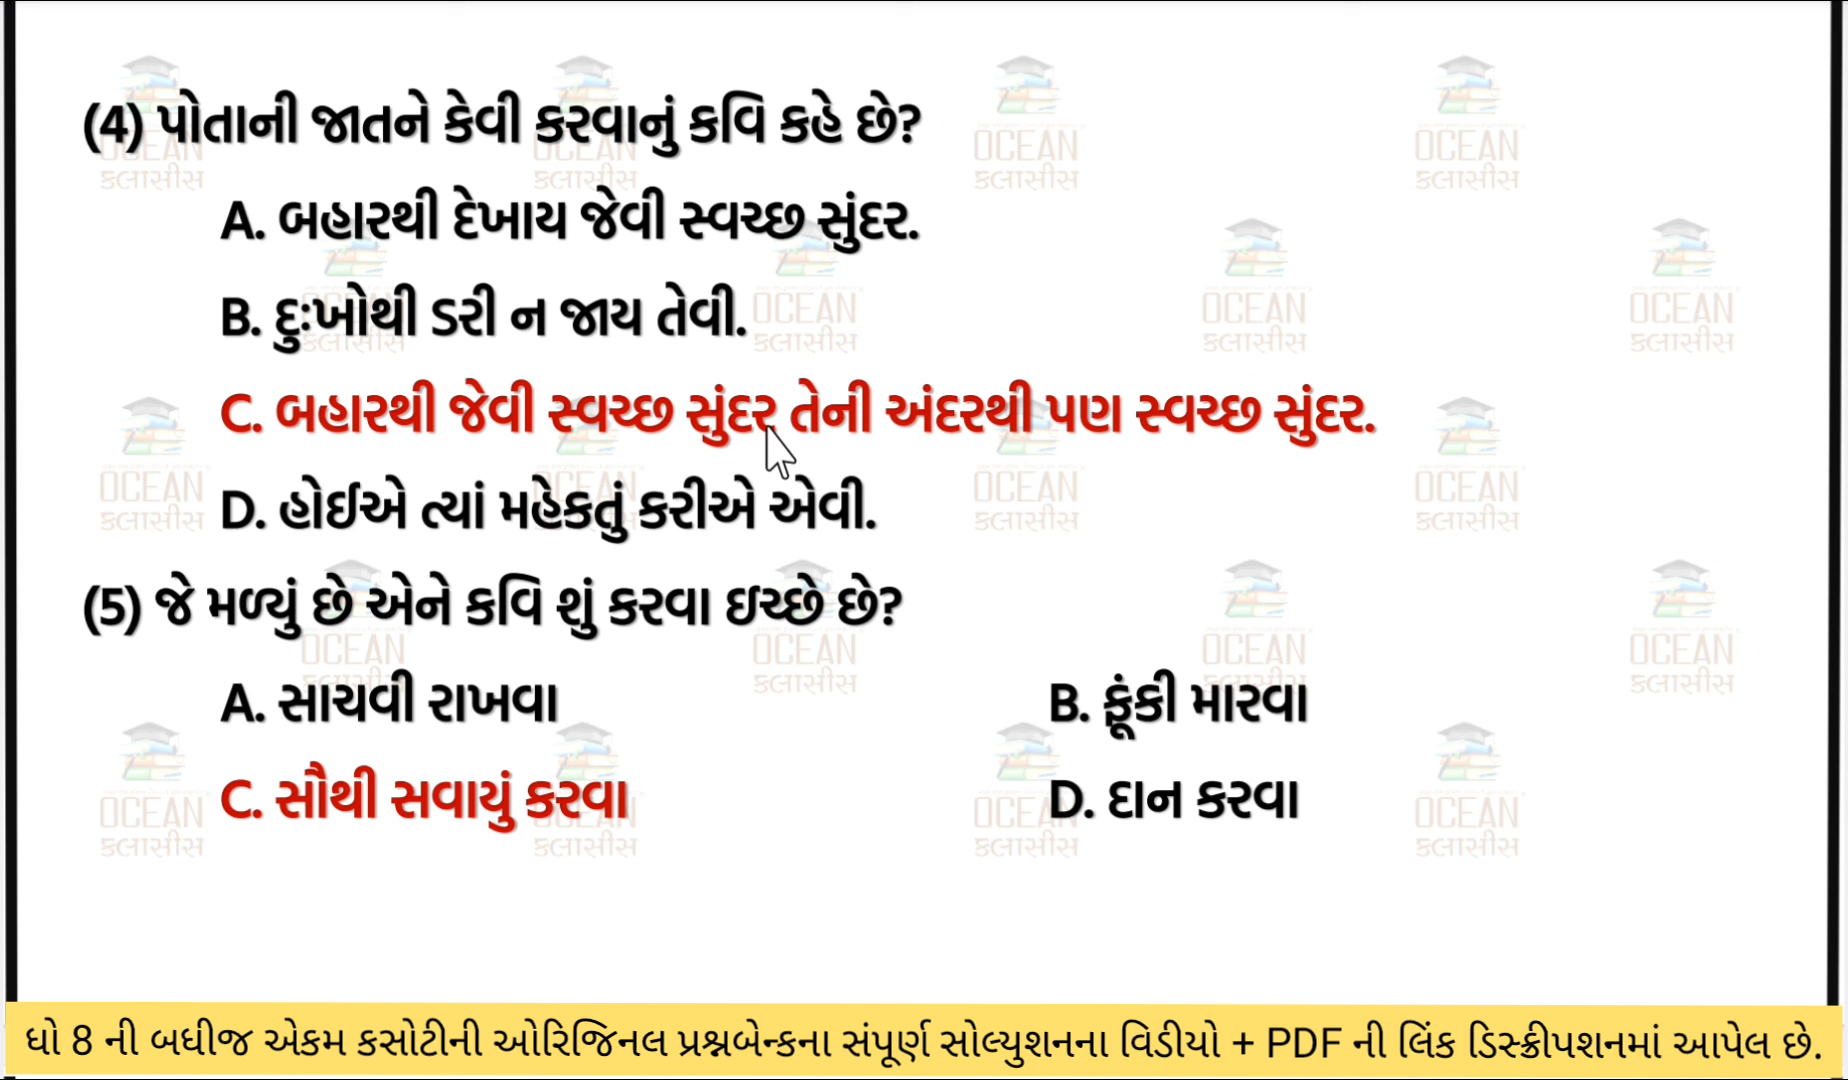 (4) પોતાની જાતને કેવી કરવાનું કવિ કહે છે?
A. બહારથી દેખાય જેવી સ્વચ્છ સુંદર.
B. દુઃખોથી ડરી ન જાય તેવી.
C. બહારથી જેવી સ્વચ્છ સુંદર તેની અંદરથી પણ સ્વચ્છ સુંદર.
D. હોઈએ ત્યાં મહેકતું કરીએ એવી.
(5) જે મળ્યું છે એને કવિ શું કરવા ઇચ્છે છે?
A. સાચવી રાખવા B. ફૂંકી મારવા
C. સૌથી સવાયું કરવા D. દાન કરવા
ધો 8 ની બધીજ એકમ કસોટીની ઓરિજિનલ પ્રશ્નબેન્કના સંપૂર્ણ સોલ્યુશનના વિડીયો + PDF ની લિંક ડિસ્ક્રીપશનમાં આપેલ છે.
OCEAN
કલાસીસ